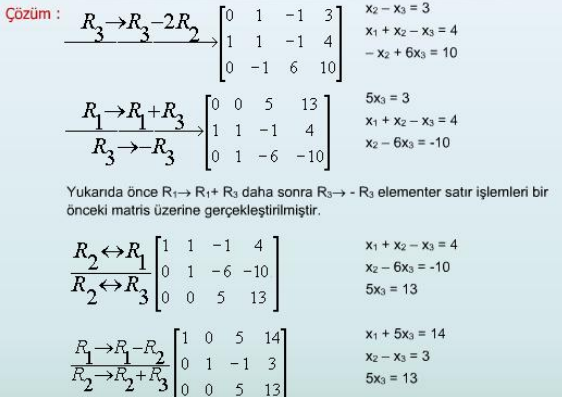 Çözüm :
R3→R3−2R2 [0 1 -1 3] x2 – x3 = 3
[1 1 -1 4] x1 + x2 – x3 = 4
[0 -1 6 10] – x2 + 6x3 = 10
R1→R1+R3 [0 0 5 13] 5x3 = 3
R3→−R3 [1 1 -1 4] x1 + x2 – x3 = 4
[0 1 -6 -10] x2 – 6x3 = -10
Yukarıda önce R1→ R1+ R3 daha sonra R3→ - R3 elementer satır işlemleri bir
önceki matris üzerine gerçekleştirilmiştir.
R2↔R1 [1 1 -1 4] x1 + x2 – x3 = 4
R2↔R3 [0 1 -6 -10] x2 – 6x3 = -10
[0 0 5 13] 5x3 = 13
R1→R1−R2 [1 0 5 14] x1 + 5x3 = 14
R2→R2+R3 [0 1 -1 3] x2 – x3 = 3
[0 0 5 13] 5x3 = 13